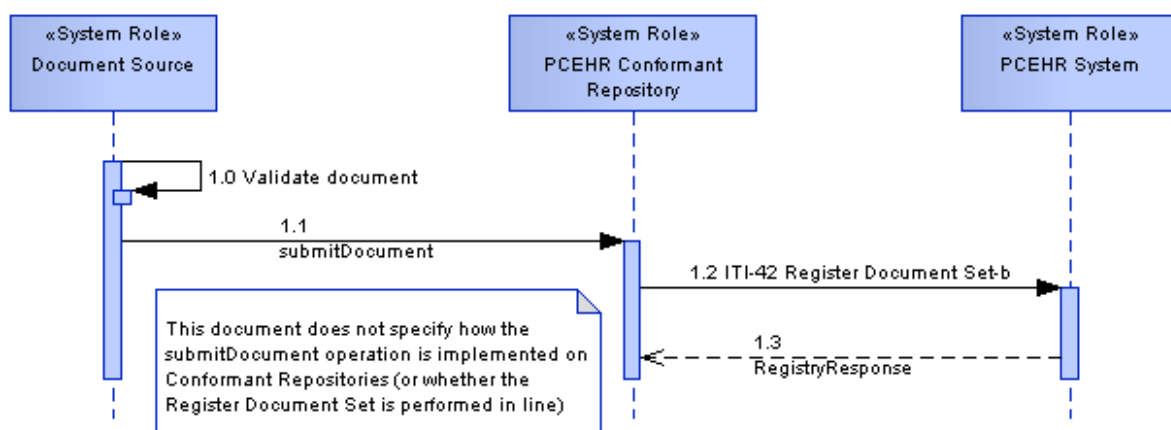 «System Role»
Document Source
«System Role»
PCEHR Conformant
Repository
«System Role»
PCEHR System
1.0 Validate document
1.1
submitDocument
1.2 ITI-42 Register Document Set-b
This document does not specify how the
submitDocument operation is implemented on
Conformant Repositories (or whether the
Register Document Set is performed in line)
1.3
RegistryResponse